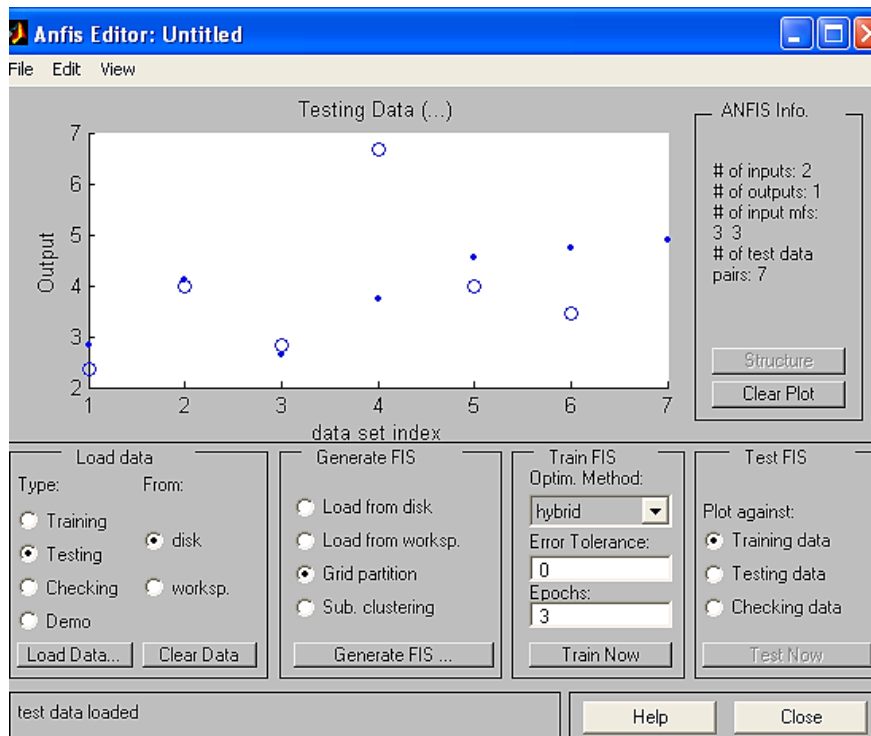 Anfis Editor: Untitled
File Edit View
Testing Data (...)
7
6
5
4
3
2
Output
1 2 3 4 5 6 7
data set index
ANFIS Info.
# of inputs: 2
# of outputs: 1
# of input mfs:
3 3
# of test data
pairs: 7
Structure
Clear Plot
Load data
Type:
From:
Training
Testing
Checking
Demo
disk
worksp.
Load Data...
Clear Data
Generate FIS
Load from disk
Load from worksp.
Grid partition
Sub. clustering
Generate FIS ...
Train FIS
Optim. Method:
hybrid
Error Tolerance:
0
Epochs:
3
Train Now
Test FIS
Plot against:
Training data
Testing data
Checking data
Test Now
test data loaded
Help
Close